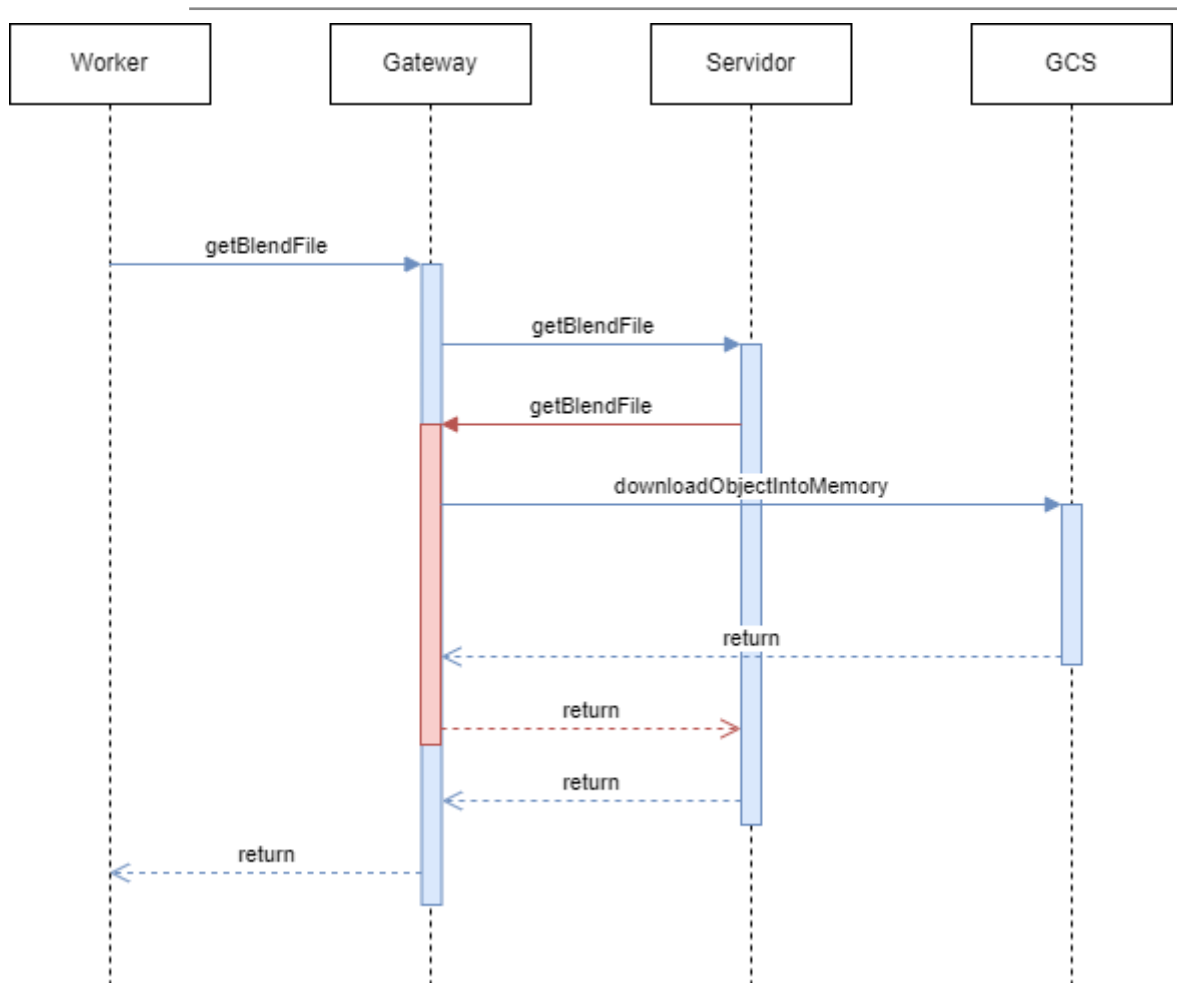 Worker
Gateway
Servidor
GCS
getBlendFile
getBlendFile
getBlendFile
downloadObjectIntoMemory
return
return
return
return